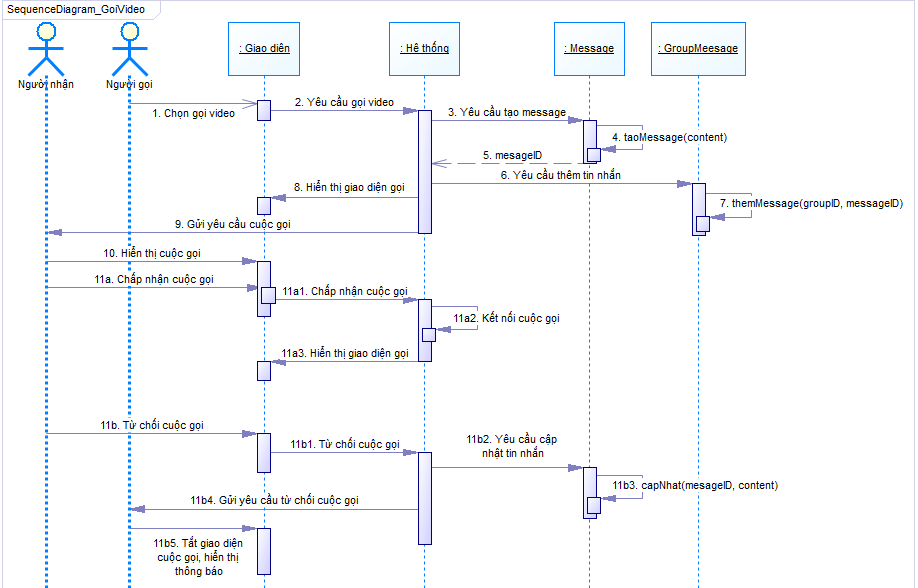 SequenceDiagram_GoiVideo
Người nhận
Người gọi
: Giao diên
: Hê thống
: Message
: GroupMeesage
1. Chọn gọi video
2. Yêu cầu gọi video
3. Yêu cầu tạo message
4. taoMessage(content)
5. mesageID
6. Yêu cầu thêm tin nhắn
7. themMessage(groupID, messageID)
8. Hiển thị giao diện gọi
9. Gửi yêu cầu cuộc gọi
10. Hiển thị cuộc gọi
11a. Chấp nhận cuộc gọi
11a1. Chấp nhận cuộc gọi
11a2. Kết nối cuộc gọi
11a3. Hiển thị giao diện gọi
11b. Từ chối cuộc gọi
11b1. Từ chối cuộc gọi
11b2. Yêu cầu cập
nhật tin nhắn
11b3. capNhat(mesageID, content)
11b4. Gửi yêu cầu từ chối cuộc gọi
11b5. Tắt giao diện
cuộc gọi, hiển thị
thông báo